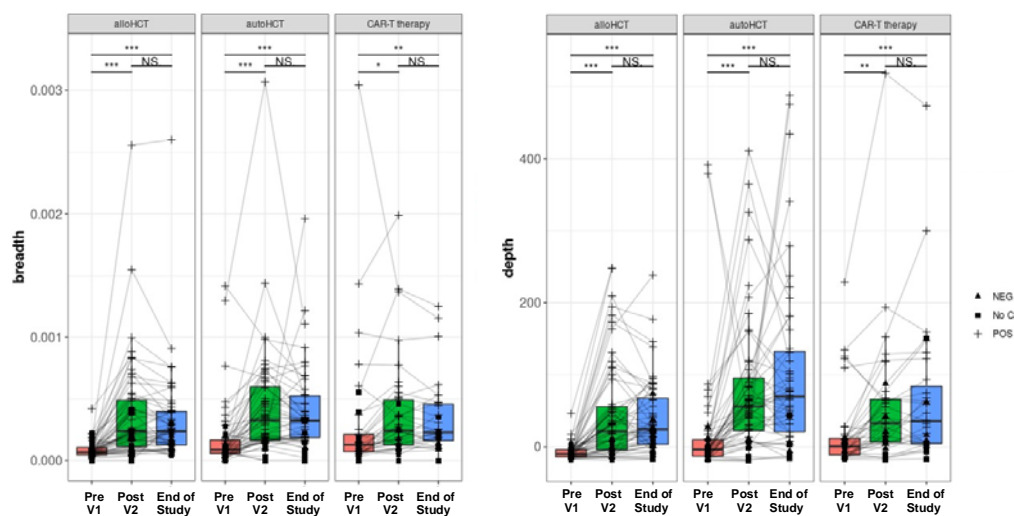 alloHCT autoHCT CAR-T therapy
*** *** **
*** NS. *** NS. * NS.
breadth
0.003
0.002
0.001
0.000
Pre V1 Post V2 End of Study Pre V1 Post V2 End of Study Pre V1 Post V2 End of Study
alloHCT autoHCT CAR-T therapy
*** *** ***
*** NS. *** NS. ** NS.
depth
400
200
0
Pre V1 Post V2 End of Study Pre V1 Post V2 End of Study Pre V1 Post V2 End of Study
NEG
No C
POS